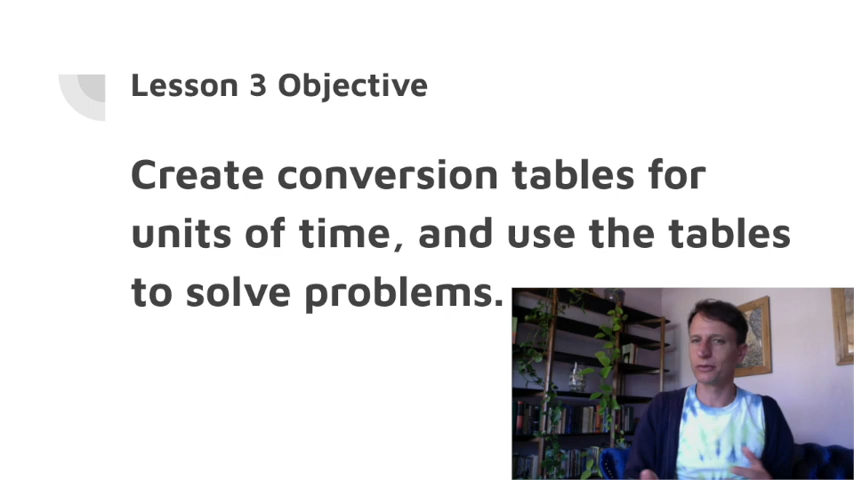 Lesson 3 Objective
Create conversion tables for
units of time, and use the tables
to solve problems.